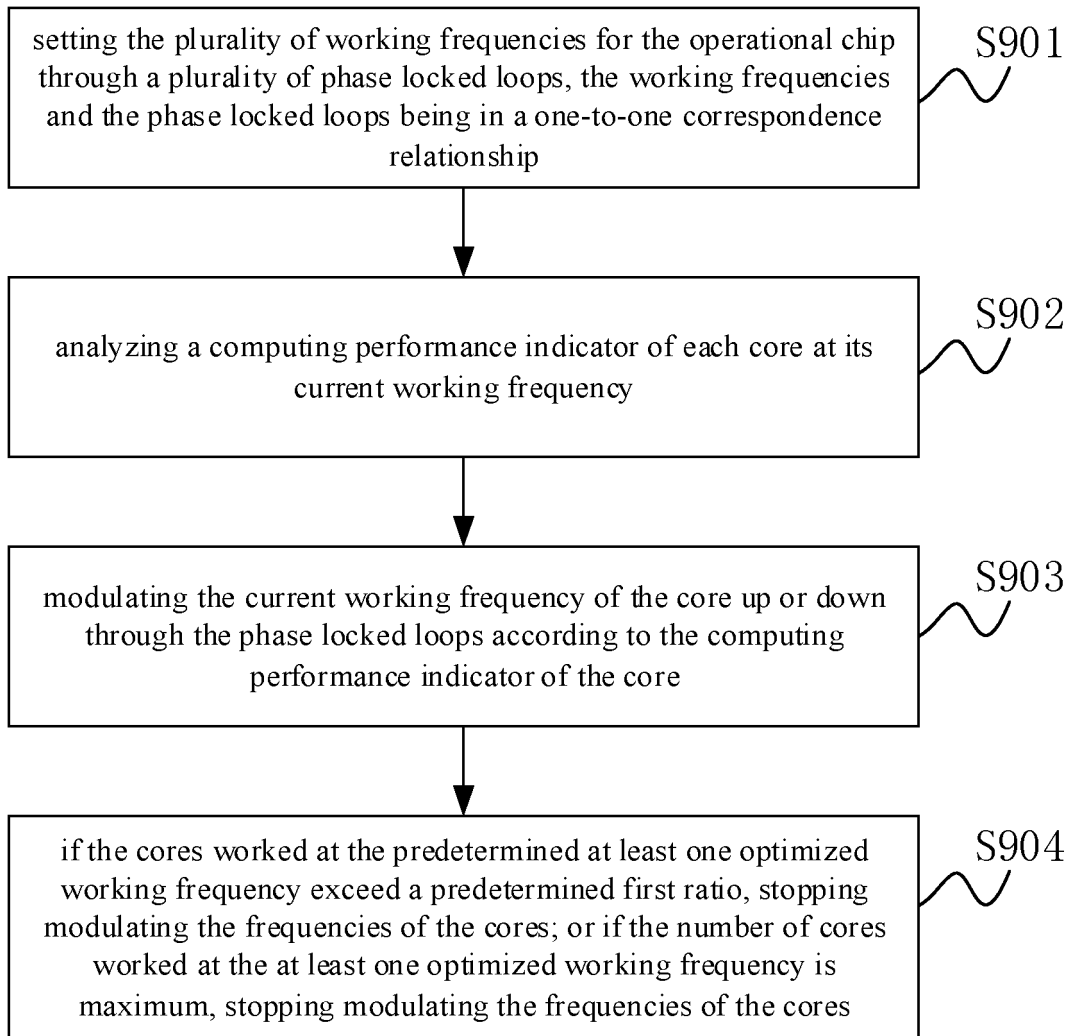 setting the plurality of working frequencies for the operational chip
through a plurality of phase locked loops, the working frequencies
and the phase locked loops being in a one-to-one correspondence
relationship
S901
analyzing a computing performance indicator of each core at its
current working frequency
S902
modulating the current working frequency of the core up or down
through the phase locked loops according to the computing
performance indicator of the core
S903
if the cores worked at the predetermined at least one optimized
working frequency exceed a predetermined first ratio, stopping
modulating the frequencies of the cores; or if the number of cores
worked at the at least one optimized working frequency is
maximum, stopping modulating the frequencies of the cores
S904